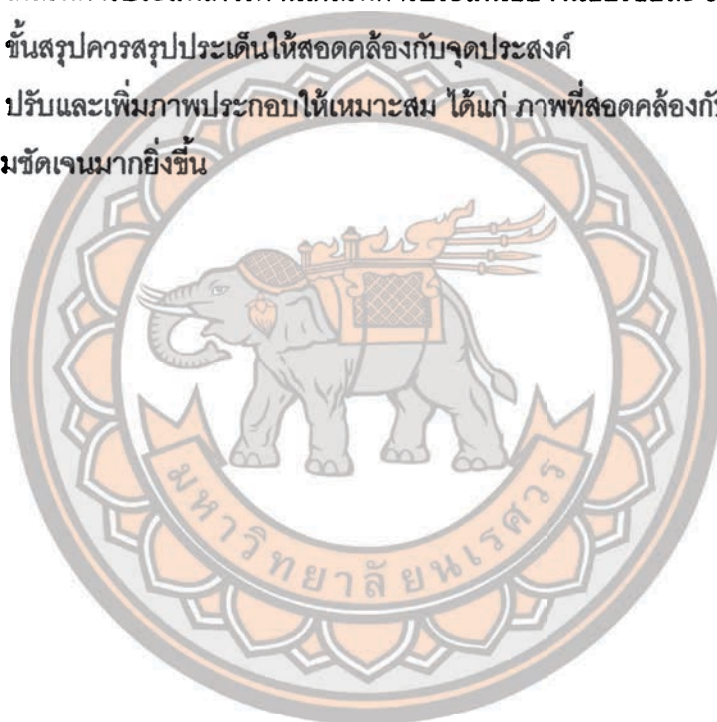 ขั้นสรุปควรสรุปประเด็นให้สอดคล้องกับจุดประสงค์
ปรับและเพิ่มภาพประกอบให้เหมาะสม ได้แก่ ภาพที่สอดคล้องกับ
มชัดเจนมากยิ่งขึ้น
มหาวิทยาลัยนเรศวร